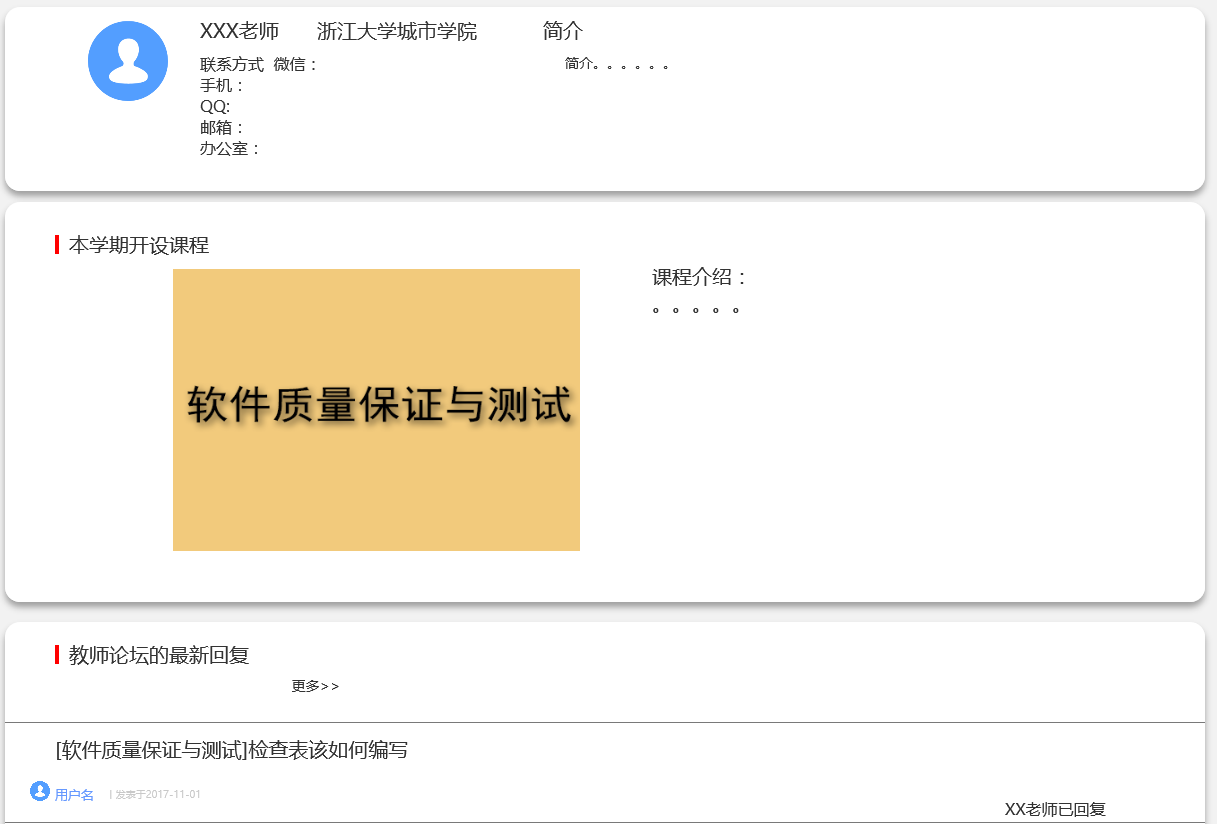 XXX老师 浙江大学城市学院 简介
联系方式 微信：
简介。。。。。。
手机：
QQ:
邮箱：
办公室：
本学期开设课程
课程介绍：
。。。。。
软件质量保证与测试
教师论坛的最新回复
更多>>
[软件质量保证与测试]检查表该如何编写
用户名 | 发表于2017-11-01
XX老师已回复